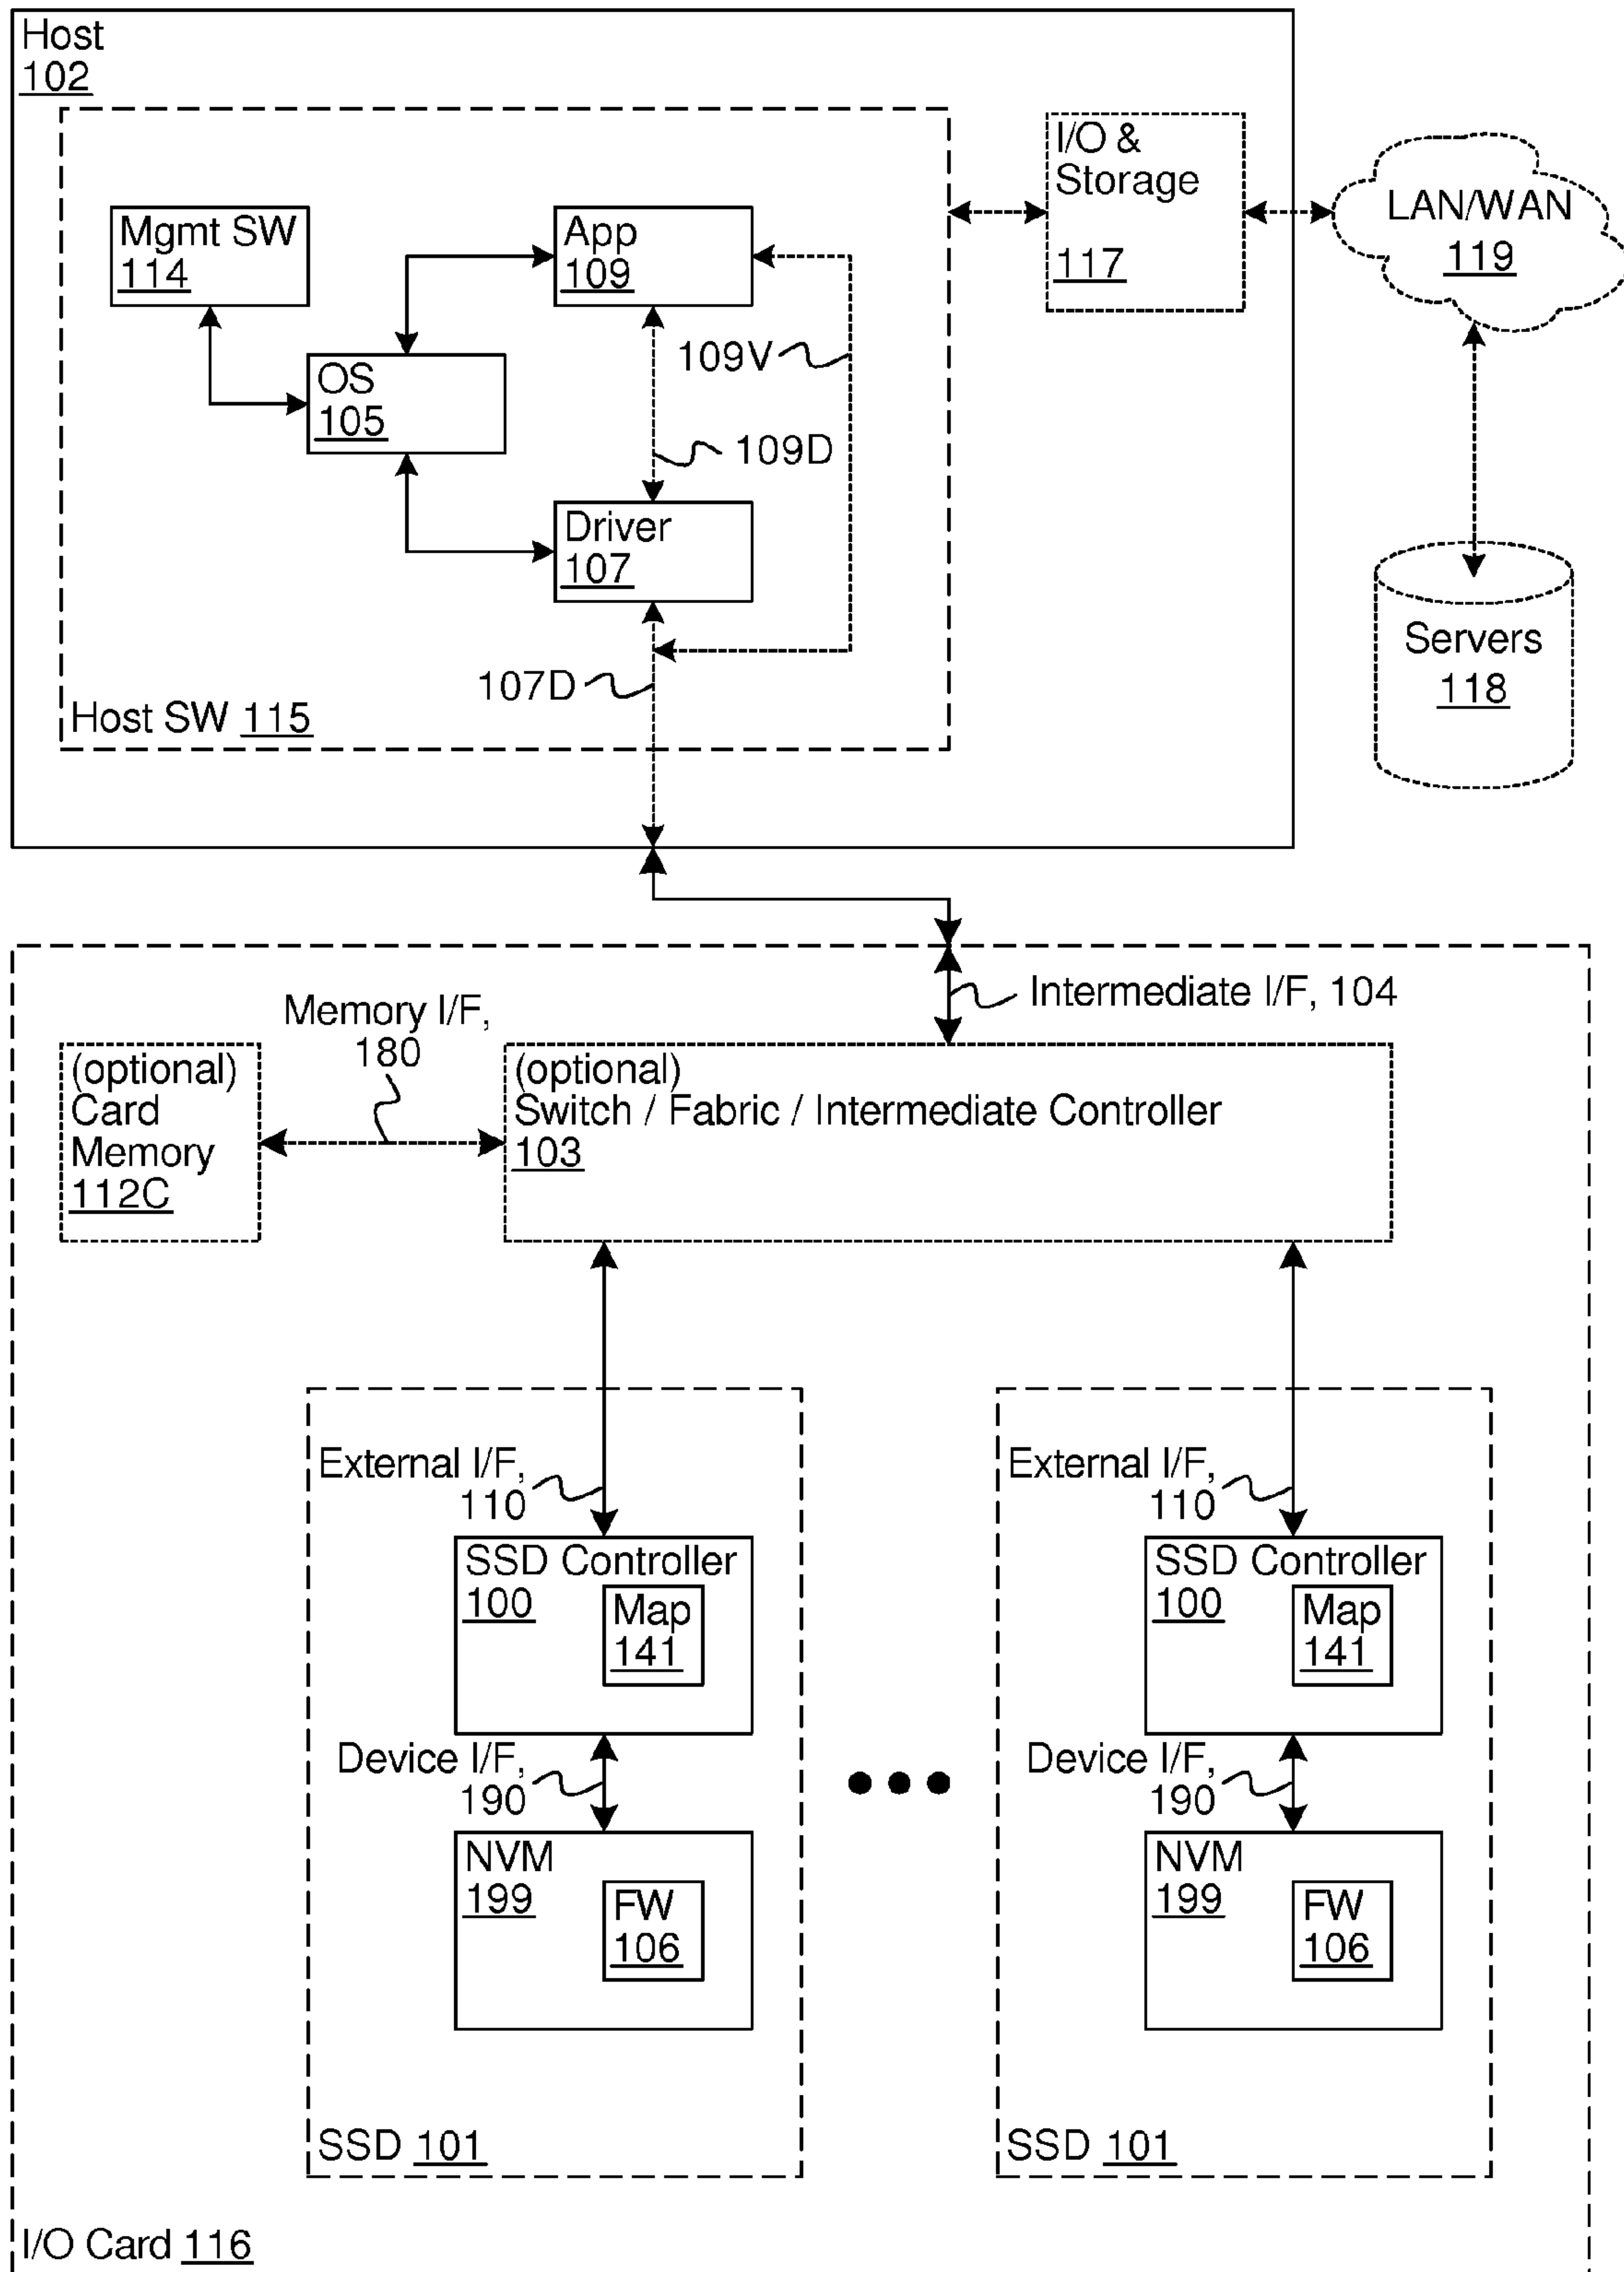 Host
102
I/O &
Storage
117
LAN/WAN
119
Mgmt SW
114
App
109
109V
OS
105
109D
Driver
107
Servers
118
107D
Host SW 115
Intermediate I/F, 104
Memory I/F,
180
(optional)
Card
Memory
112C
(optional)
Switch / Fabric / Intermediate Controller
103
External I/F,
110
SSD Controller
100
Map
141
Device I/F,
190
NVM
199
FW
106
SSD 101
External I/F,
110
SSD Controller
100
Map
141
Device I/F,
190
NVM
199
FW
106
SSD 101
I/O Card 116